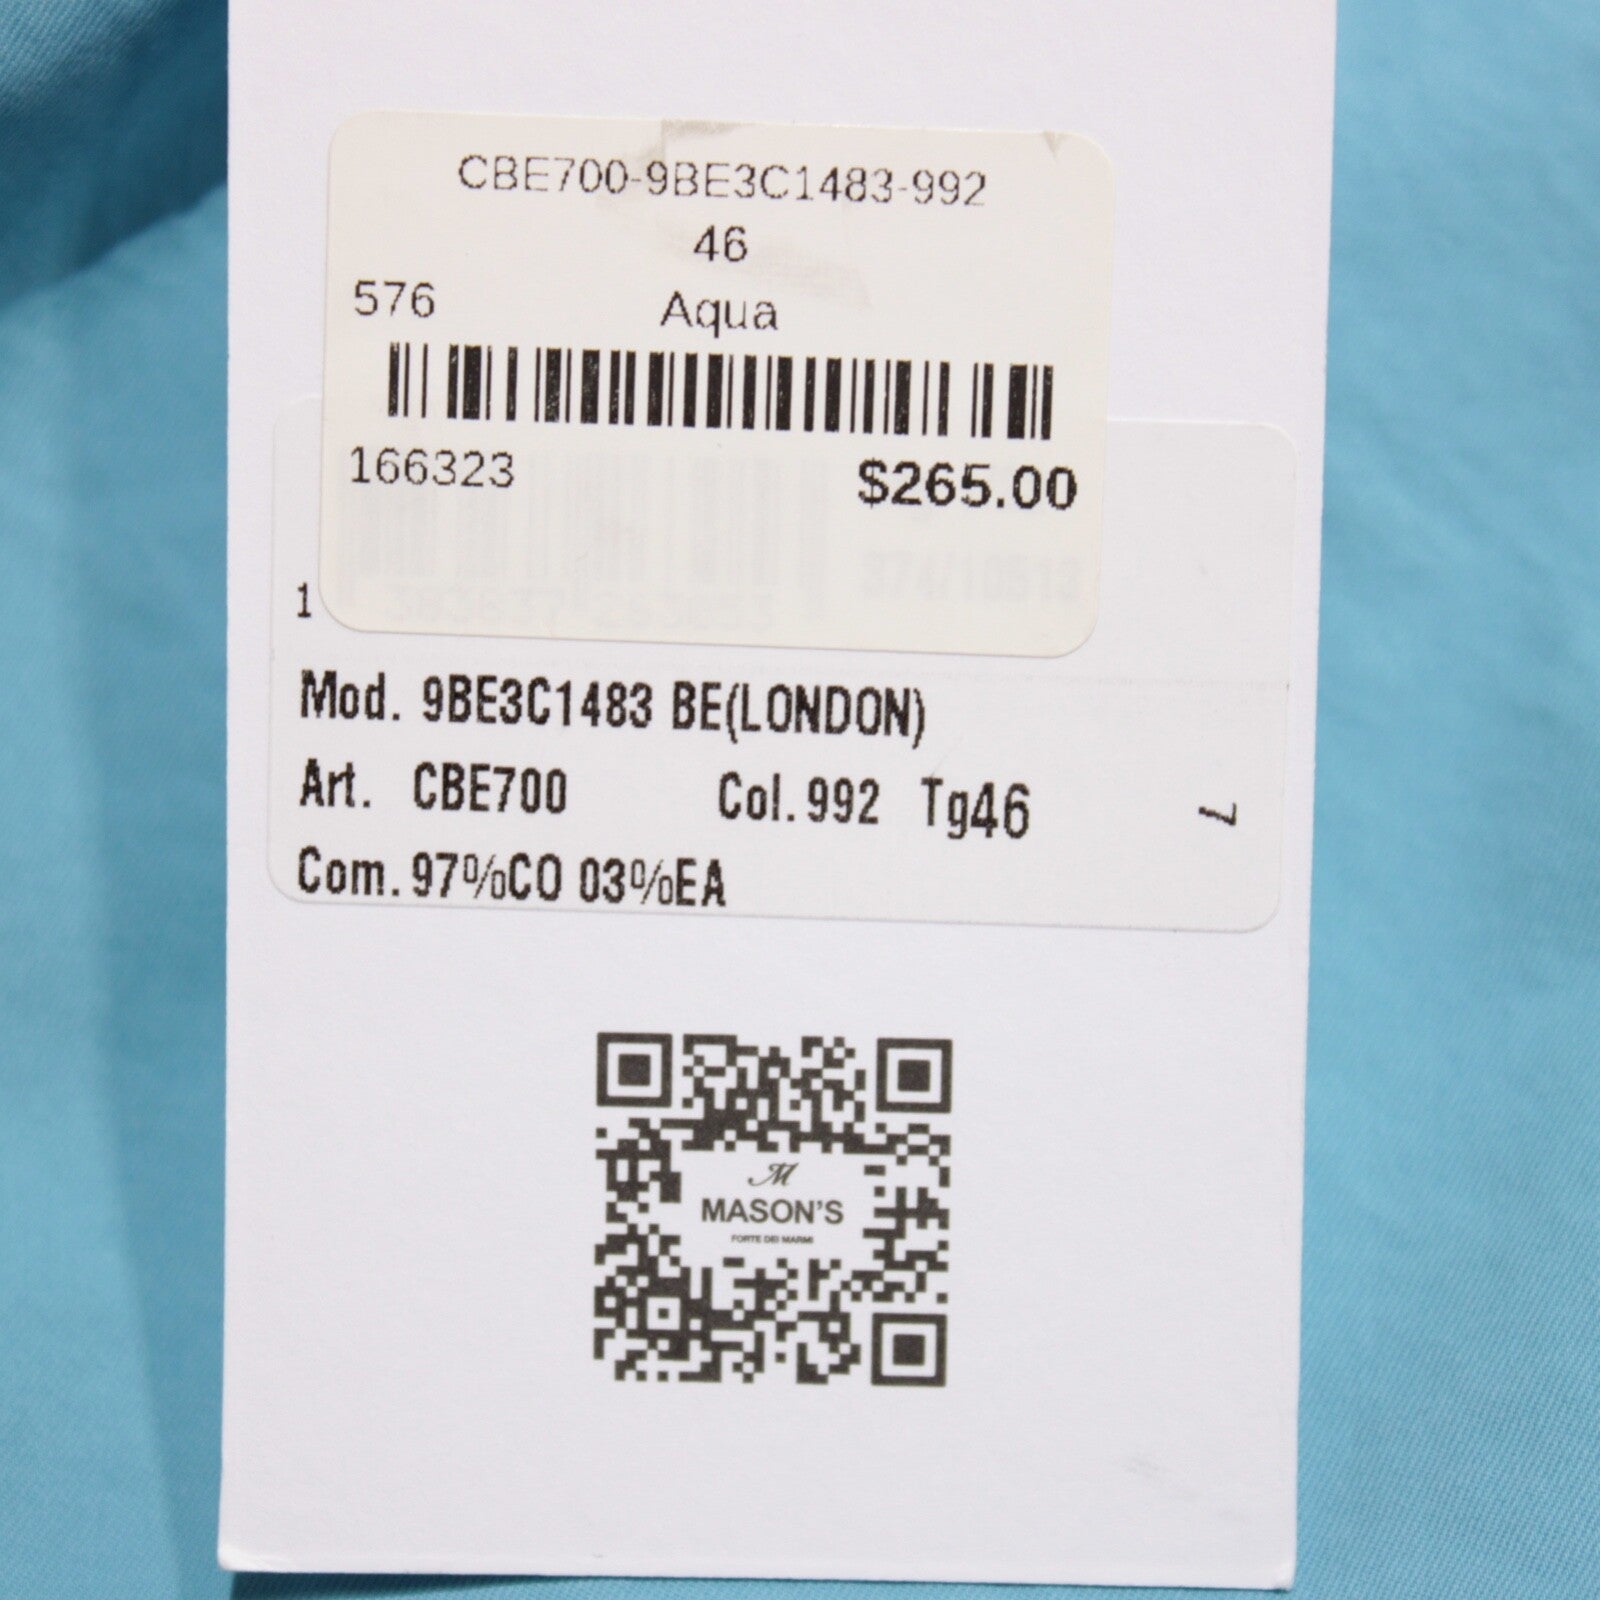 CBE700-9BE3C1483-992
46
576 Aqua
166323 $265.00
1
Mod. 9BE3C1483 BE(LONDON)
Art. CBE700 Col.992 Tg46 7
Com.97%CO 03%EA
M
MASON'S
FORTE DEI MARMI